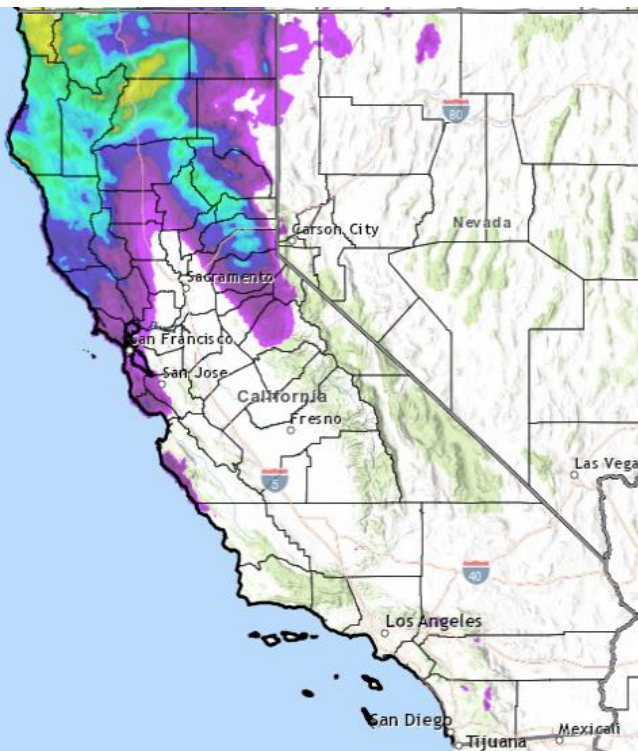 80
Nevada
Carson City
Sacramento
San Francisco
San Jose
California
Fresno
5
Las Vega
40
Los Angeles
San Diego
Mexicali
Tijuana